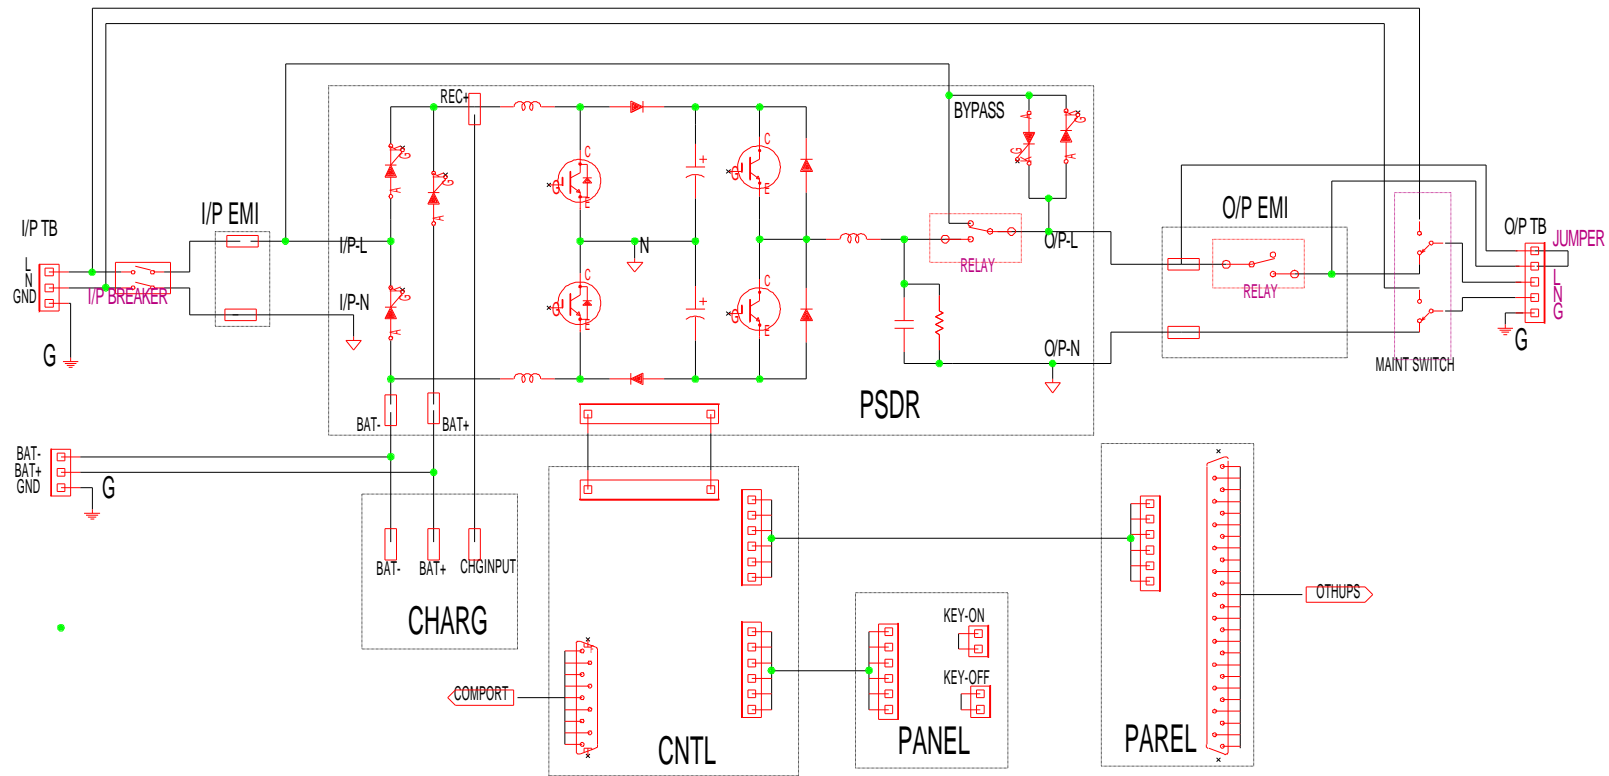 REC+
BYPASS
I/P TB
I/P EMI
O/P EMI
O/P TB
JUMPER
L
N
GND
I/P BREAKER
G
I/P-L
I/P-N
C
G
E
C
G
E
C
G
E
C
G
E
N
+
+
G
A
G
A
G
A
A
G
K
G
A
RELAY
O/P-L
O/P-N
RELAY
L
N
G
G
MAINT SWITCH
PSDR
BAT-
BAT+
BAT-
BAT+
GND
G
BAT-
BAT+
CHGINPUT
CHARG
KEY-ON
KEY-OFF
OTHUPS
COMPORT
CNTL
PANEL
PAREL